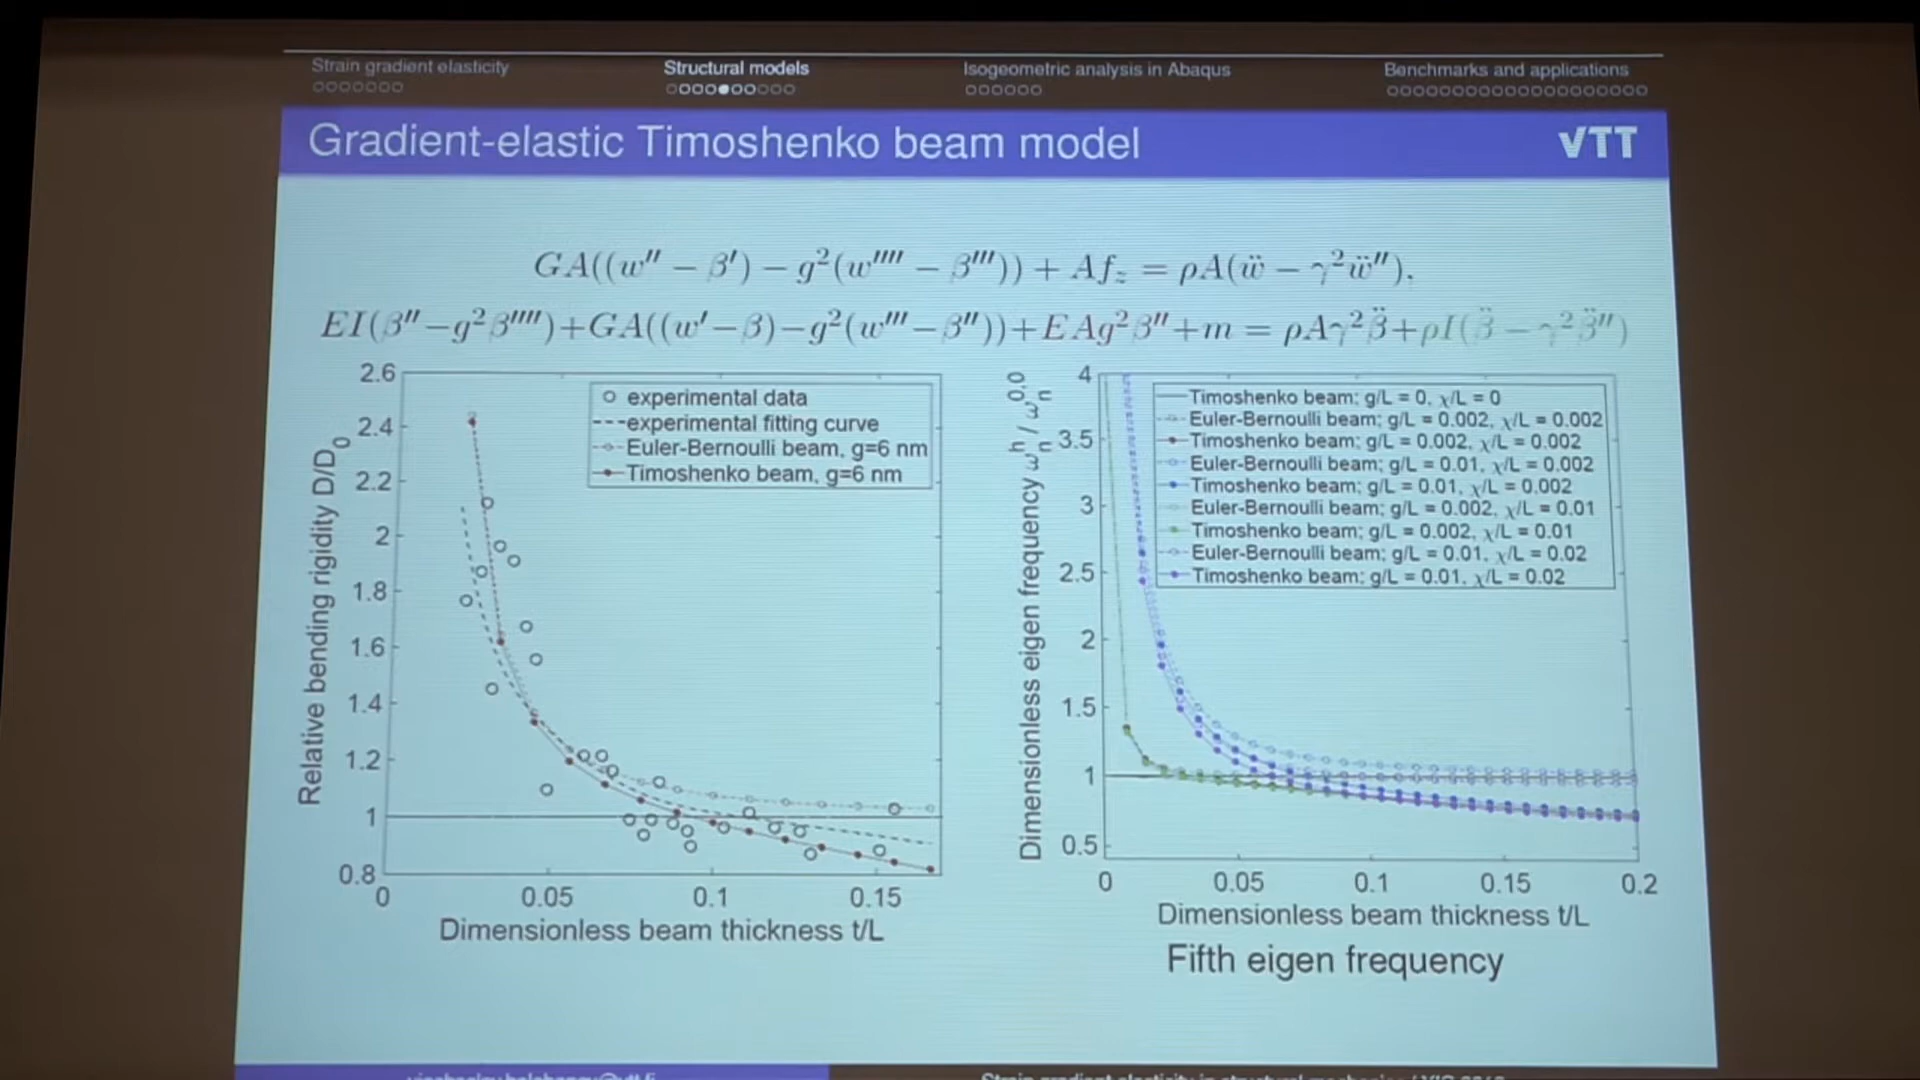 Strain gradient elasticity Structural models Isogeometric analysis in Abaqus Benchmarks and applications
Gradient-elastic Timoshenko beam model VTT
GA((w″ − β′) − g²(w⁗ − β‴)) + Af_z = ρA(ẅ − γ²ẅ″),
EI(β″−g²β⁗)+GA((w′−β)−g²(w‴−β″))+EAg²β″+m = ρAγ²β̈+ρI(β̈ − γ²β̈″)
2.6
2.4
2.2
2
1.8
1.6
1.4
1.2
1
0.8
Relative bending rigidity D/D₀
experimental data
experimental fitting curve
Euler-Bernoulli beam, g=6 nm
Timoshenko beam, g=6 nm
0 0.05 0.1 0.15
Dimensionless beam thickness t/L
4
3.5
3
2.5
2
1.5
1
0.5
Dimensionless eigen frequency ωₙʰ / ωₙ⁰·⁰
Timoshenko beam; g/L = 0, χ/L = 0
Euler-Bernoulli beam; g/L = 0.002, χ/L = 0.002
Timoshenko beam; g/L = 0.002, χ/L = 0.002
Euler-Bernoulli beam; g/L = 0.01, χ/L = 0.002
Timoshenko beam; g/L = 0.01, χ/L = 0.002
Euler-Bernoulli beam; g/L = 0.002, χ/L = 0.01
Timoshenko beam; g/L = 0.002, χ/L = 0.01
Euler-Bernoulli beam; g/L = 0.01, χ/L = 0.02
Timoshenko beam; g/L = 0.01, χ/L = 0.02
0 0.05 0.1 0.15 0.2
Dimensionless beam thickness t/L
Fifth eigen frequency